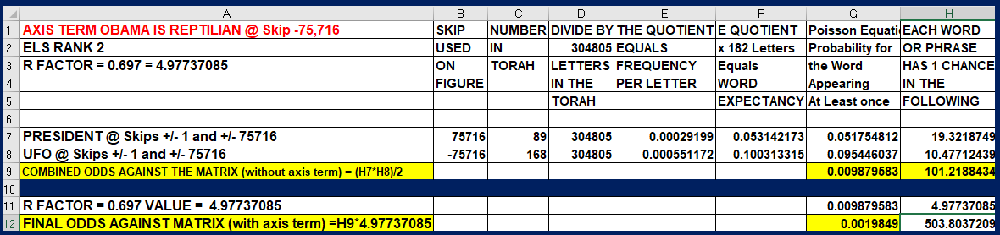 A B C D E F G H
1 AXIS TERM OBAMA IS REPTILIAN @ Skip -75,716 SKIP NUMBER DIVIDE BY THE QUOTIENT E QUOTIENT Poisson Equati EACH WORD
2 ELS RANK 2 USED IN 304805 EQUALS x 182 Letters Probability for OR PHRASE
3 R FACTOR = 0.697 = 4.97737085 ON TORAH LETTERS FREQUENCY Equals the Word HAS 1 CHANCE
4 FIGURE IN THE PER LETTER WORD Appearing IN THE
5 TORAH EXPECTANCY At Least once FOLLOWING
6
7 PRESIDENT @ Skips +/- 1 and +/- 75716 75716 89 304805 0.00029199 0.053142173 0.051754812 19.3218749
8 UFO @ Skips +/- 1 and +/- 75716 -75716 168 304805 0.000551172 0.100313315 0.095446037 10.47712439
9 COMBINED ODDS AGAINST THE MATRIX (without axis term) = (H7*H8)/2 0.009879583 101.2188434
10
11 R FACTOR = 0.697 VALUE = 4.97737085 0.009879583 4.97737085
12 FINAL ODDS AGAINST MATRIX (with axis term) =H9*4.97737085 0.0019849 503.8037209